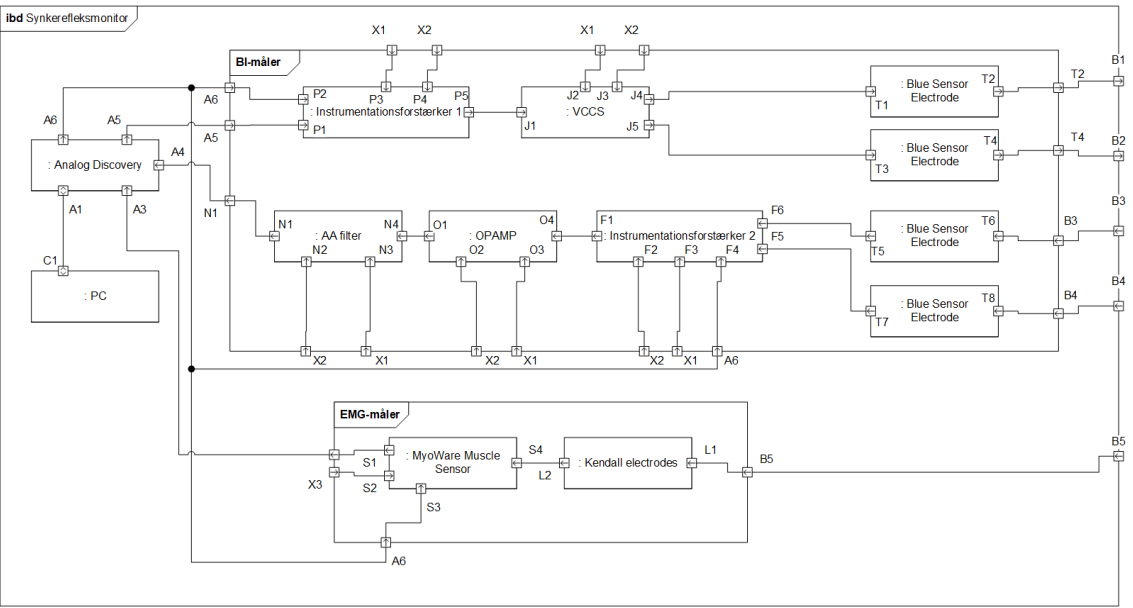 ibd Synkerefleksmonitor
X1
X2
X1
X2
BI-måler
B1
A6
P2
P3
P4
P5
: Instrumentationsforstærker 1
P1
J2
J3
J4
: VCCS
J1
J5
: Blue Sensor
Electrode
T1
T2
T2
A6
A5
A5
A4
: Analog Discovery
A1
A3
: Blue Sensor
Electrode
T3
T4
T4
B2
N1
N1
N4
: AA filter
N2
N3
O1
O4
: OPAMP
O2
O3
F1
F6
: Instrumentationsforstærker 2
F5
F2
F3
F4
: Blue Sensor
Electrode
T5
T6
B3
B3
C1
: PC
: Blue Sensor
Electrode
T7
T8
B4
B4
X2
X1
X2
X1
X2
X1
A6
EMG-måler
S1
: MyoWare Muscle
Sensor
S4
L2
: Kendall electrodes
L1
B5
B5
X3
S2
S3
A6